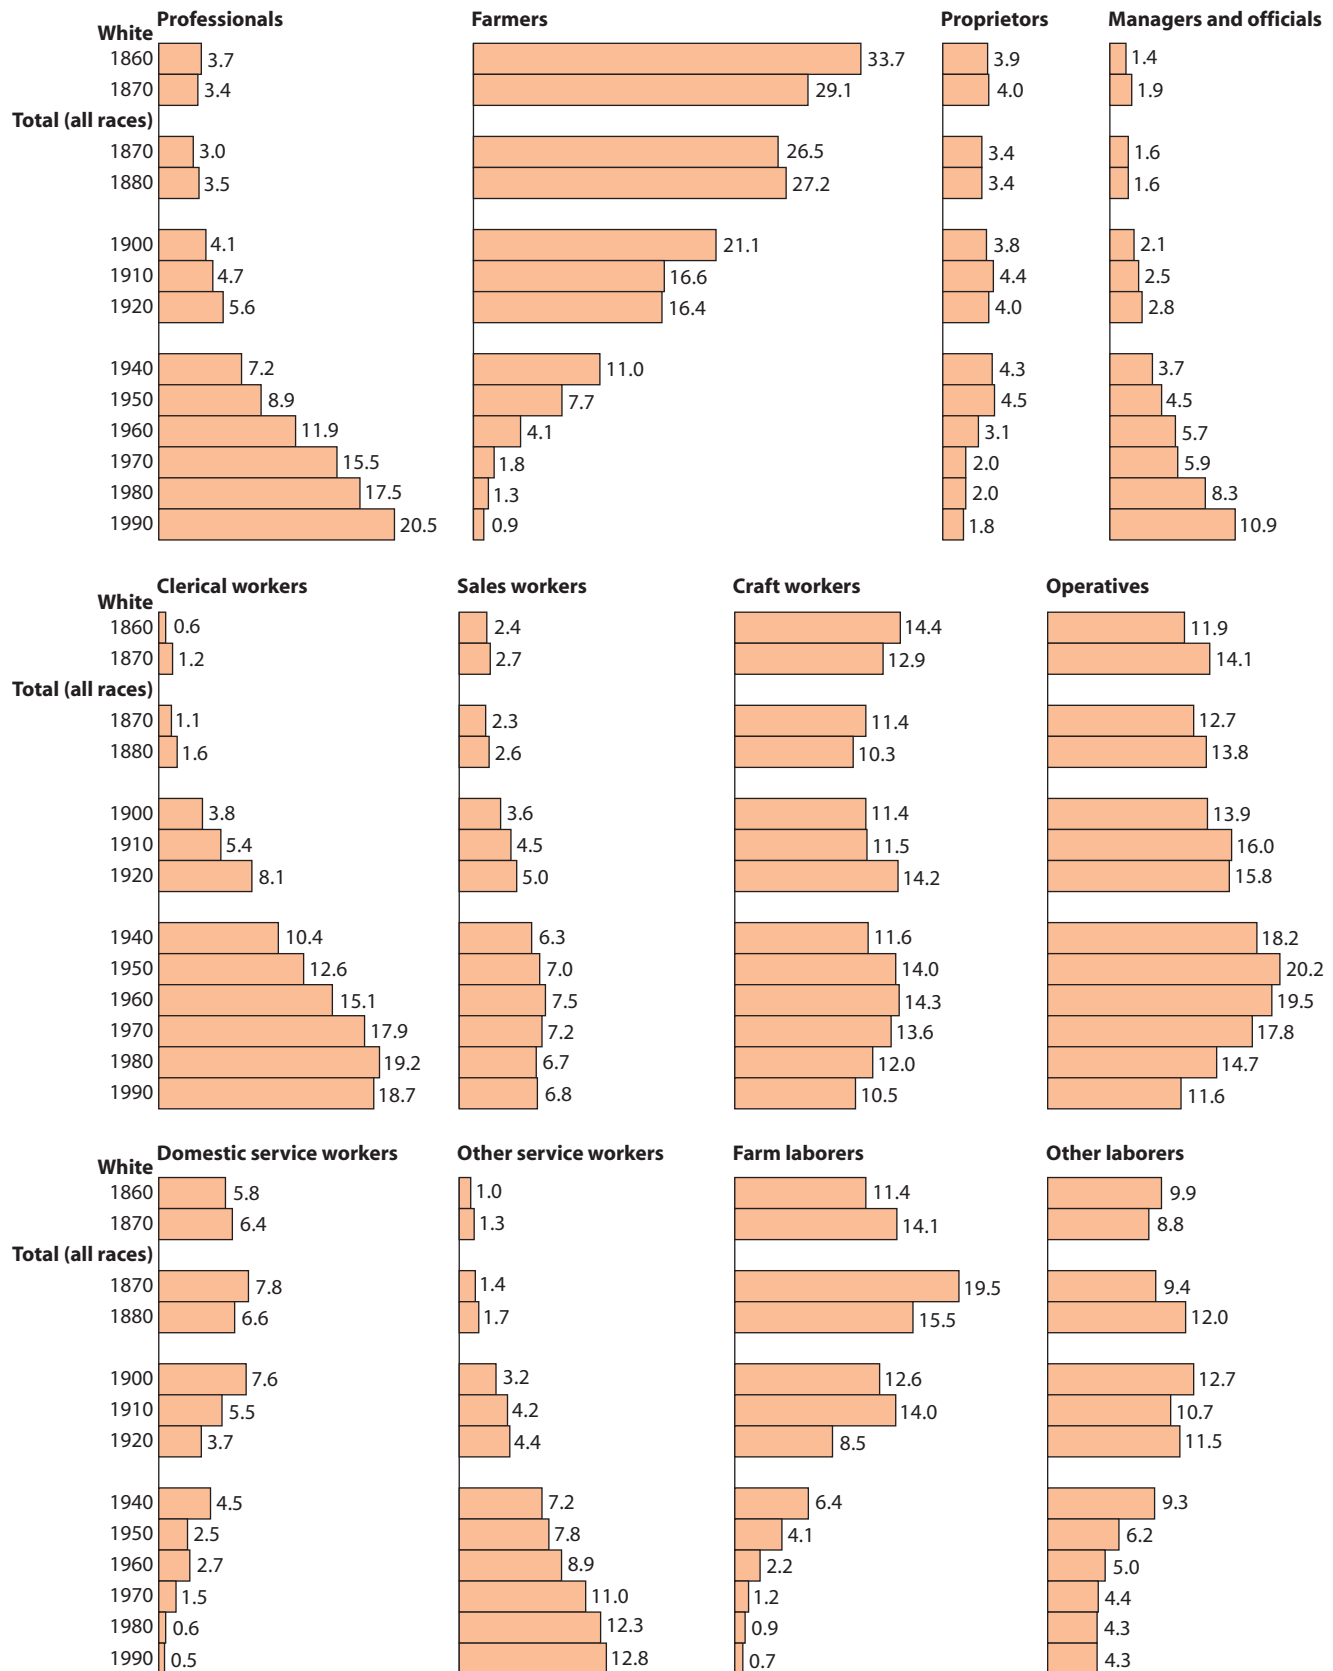 Professionals Farmers Proprietors Managers and officials
White
1860 3.7 33.7 3.9 1.4
1870 3.4 29.1 4.0 1.9
Total (all races)
1870 3.0 26.5 3.4 1.6
1880 3.5 27.2 3.4 1.6
1900 4.1 21.1 3.8 2.1
1910 4.7 16.6 4.4 2.5
1920 5.6 16.4 4.0 2.8
1940 7.2 11.0 4.3 3.7
1950 8.9 7.7 4.5 4.5
1960 11.9 4.1 3.1 5.7
1970 15.5 1.8 2.0 5.9
1980 17.5 1.3 2.0 8.3
1990 20.5 0.9 1.8 10.9
Clerical workers Sales workers Craft workers Operatives
White
1860 0.6 2.4 14.4 11.9
1870 1.2 2.7 12.9 14.1
Total (all races)
1870 1.1 2.3 11.4 12.7
1880 1.6 2.6 10.3 13.8
1900 3.8 3.6 11.4 13.9
1910 5.4 4.5 11.5 16.0
1920 8.1 5.0 14.2 15.8
1940 10.4 6.3 11.6 18.2
1950 12.6 7.0 14.0 20.2
1960 15.1 7.5 14.3 19.5
1970 17.9 7.2 13.6 17.8
1980 19.2 6.7 12.0 14.7
1990 18.7 6.8 10.5 11.6
Domestic service workers Other service workers Farm laborers Other laborers
White
1860 5.8 1.0 11.4 9.9
1870 6.4 1.3 14.1 8.8
Total (all races)
1870 7.8 1.4 19.5 9.4
1880 6.6 1.7 15.5 12.0
1900 7.6 3.2 12.6 12.7
1910 5.5 4.2 14.0 10.7
1920 3.7 4.4 8.5 11.5
1940 4.5 7.2 6.4 9.3
1950 2.5 7.8 4.1 6.2
1960 2.7 8.9 2.2 5.0
1970 1.5 11.0 1.2 4.4
1980 0.6 12.3 0.9 4.3
1990 0.5 12.8 0.7 4.3